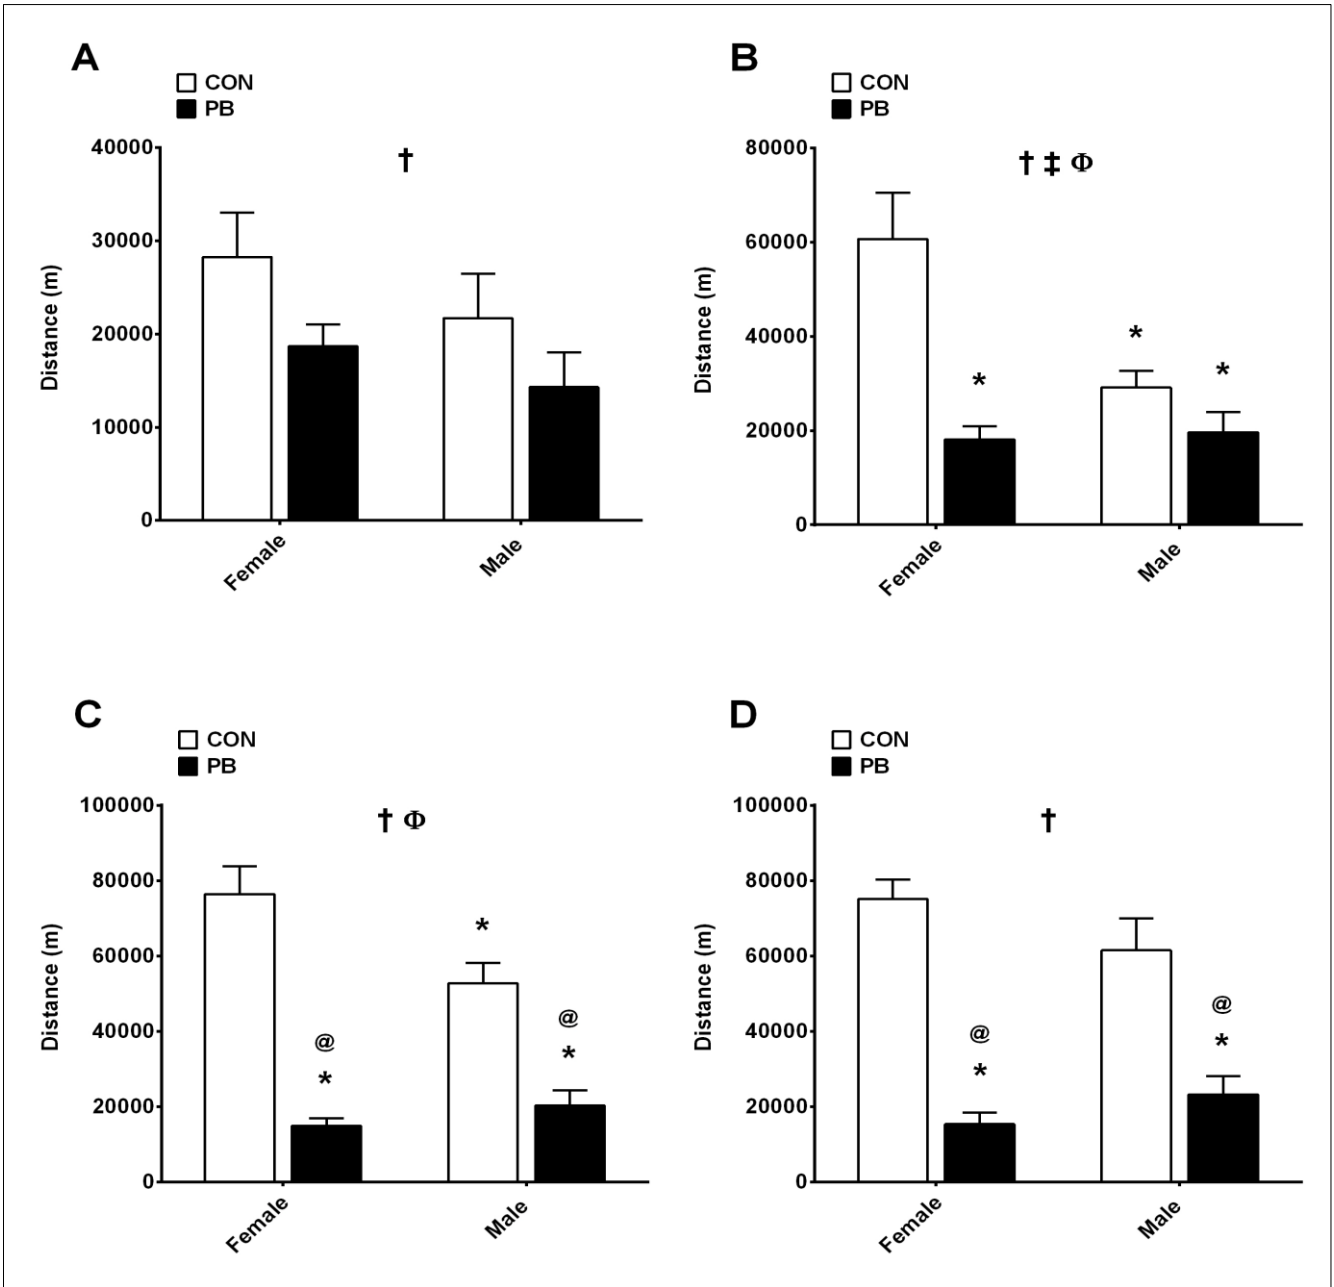 A
CON
PB
†
Distance (m)
40000
30000
20000
10000
0
Female
Male
B
CON
PB
† ‡ Φ
Distance (m)
80000
60000
40000
20000
0
*
*
*
Female
Male
C
CON
PB
† Φ
Distance (m)
100000
80000
60000
40000
20000
0
@
*
*
@
*
Female
Male
D
CON
PB
†
Distance (m)
100000
80000
60000
40000
20000
0
@
*
@
*
Female
Male